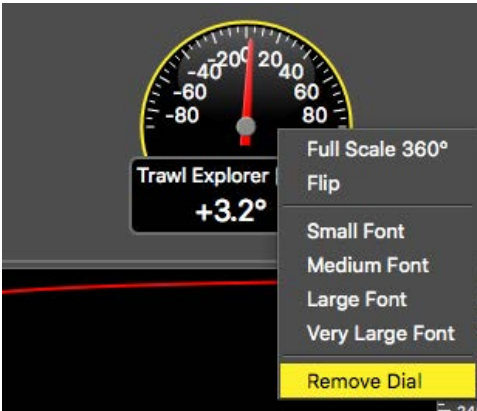 -20 0 20
-40 40
-60 60
-80 80
Trawl Explorer
+3.2°
Full Scale 360°
Flip
Small Font
Medium Font
Large Font
Very Large Font
Remove Dial